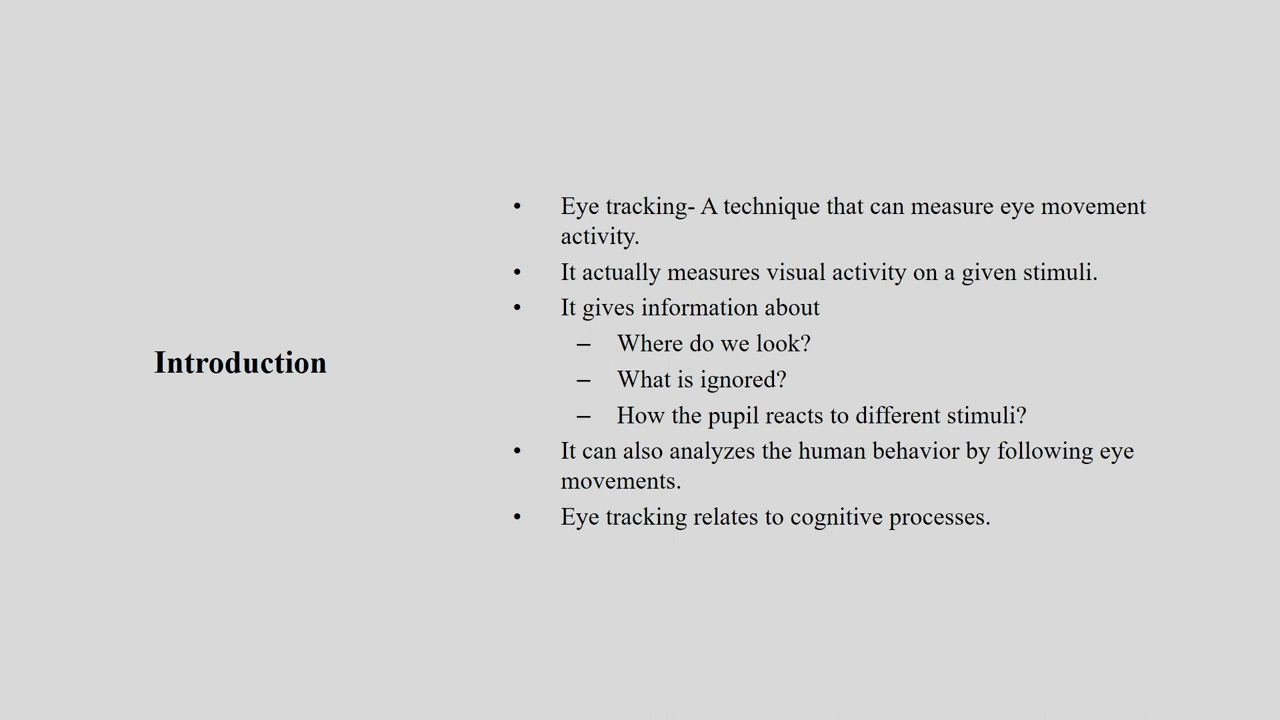 Introduction
• Eye tracking- A technique that can measure eye movement
activity.
• It actually measures visual activity on a given stimuli.
• It gives information about
– Where do we look?
– What is ignored?
– How the pupil reacts to different stimuli?
• It can also analyzes the human behavior by following eye
movements.
• Eye tracking relates to cognitive processes.